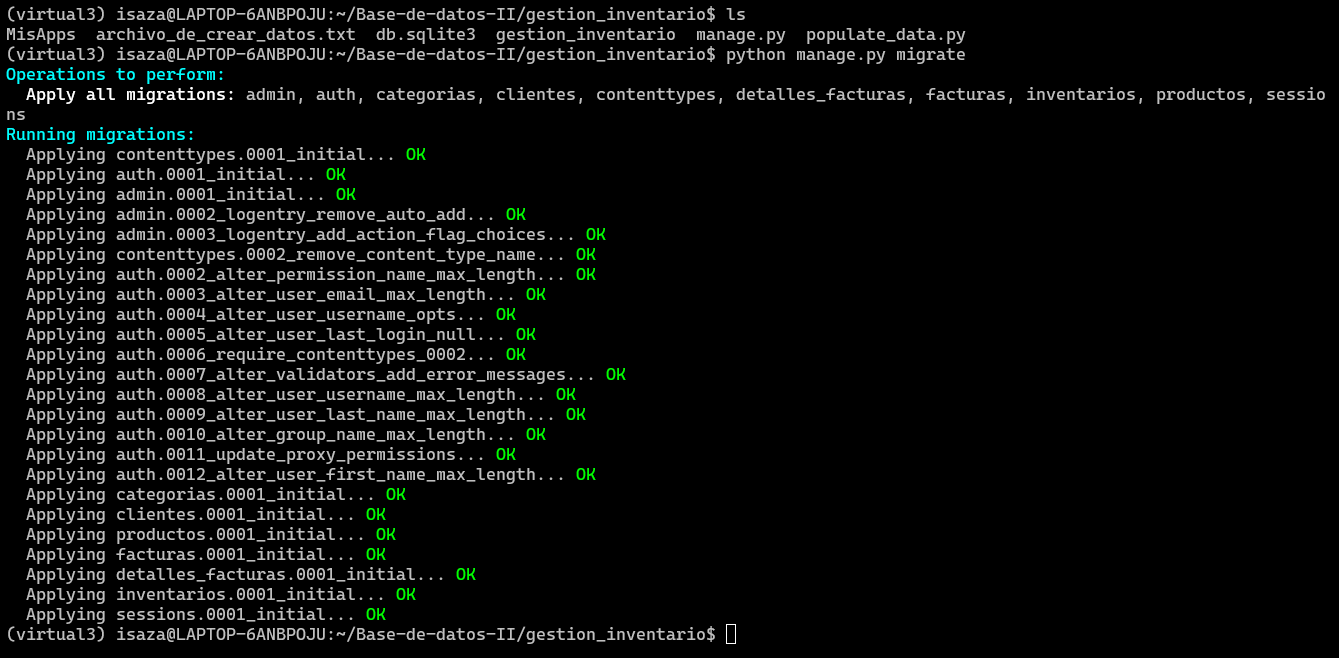 (virtual3) isaza@LAPTOP-6ANBPOJU:~/Base-de-datos-II/gestion_inventario$ ls
MisApps  archivo_de_crear_datos.txt  db.sqlite3  gestion_inventario  manage.py  populate_data.py
(virtual3) isaza@LAPTOP-6ANBPOJU:~/Base-de-datos-II/gestion_inventario$ python manage.py migrate
Operations to perform:
  Apply all migrations: admin, auth, categorias, clientes, contenttypes, detalles_facturas, facturas, inventarios, productos, sessio
ns
Running migrations:
  Applying contenttypes.0001_initial... OK
  Applying auth.0001_initial... OK
  Applying admin.0001_initial... OK
  Applying admin.0002_logentry_remove_auto_add... OK
  Applying admin.0003_logentry_add_action_flag_choices... OK
  Applying contenttypes.0002_remove_content_type_name... OK
  Applying auth.0002_alter_permission_name_max_length... OK
  Applying auth.0003_alter_user_email_max_length... OK
  Applying auth.0004_alter_user_username_opts... OK
  Applying auth.0005_alter_user_last_login_null... OK
  Applying auth.0006_require_contenttypes_0002... OK
  Applying auth.0007_alter_validators_add_error_messages... OK
  Applying auth.0008_alter_user_username_max_length... OK
  Applying auth.0009_alter_user_last_name_max_length... OK
  Applying auth.0010_alter_group_name_max_length... OK
  Applying auth.0011_update_proxy_permissions... OK
  Applying auth.0012_alter_user_first_name_max_length... OK
  Applying categorias.0001_initial... OK
  Applying clientes.0001_initial... OK
  Applying productos.0001_initial... OK
  Applying facturas.0001_initial... OK
  Applying detalles_facturas.0001_initial... OK
  Applying inventarios.0001_initial... OK
  Applying sessions.0001_initial... OK
(virtual3) isaza@LAPTOP-6ANBPOJU:~/Base-de-datos-II/gestion_inventario$